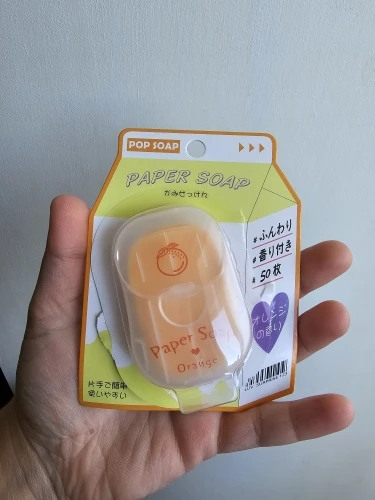 POP SOAP
PAPER SOAP
かみせっけん
#ふんわり
#香り付き
#50枚
オレンジ
の香い
Paper Soap
Orange
片手で簡単
使いやすい